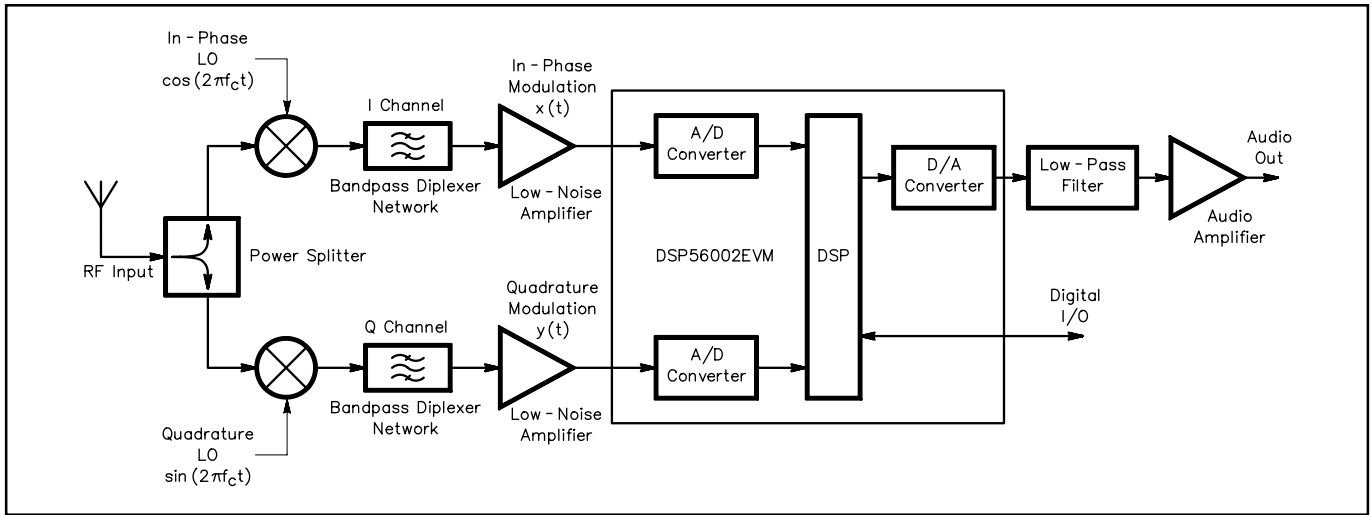 In - Phase
LO
cos (2πfct)
I Channel
Bandpass Diplexer
Network
In - Phase
Modulation
x (t)
Low - Noise
Amplifier
A/D
Converter
D/A
Converter
Low - Pass
Filter
Audio
Out
Audio
Amplifier
RF Input
Power Splitter
DSP56002EVM
DSP
Digital
I/O
Q Channel
Bandpass Diplexer
Network
Quadrature
Modulation
y (t)
Low - Noise
Amplifier
A/D
Converter
Quadrature
LO
sin (2πfct)